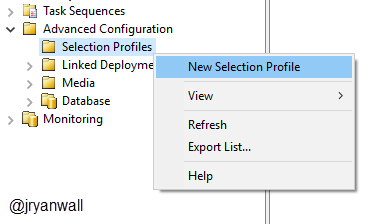 Task Sequences
Advanced Configuration
Selection Profiles
Linked Deployme
Media
Database
Monitoring
New Selection Profile
View
Refresh
Export List...
Help
@jryanwall